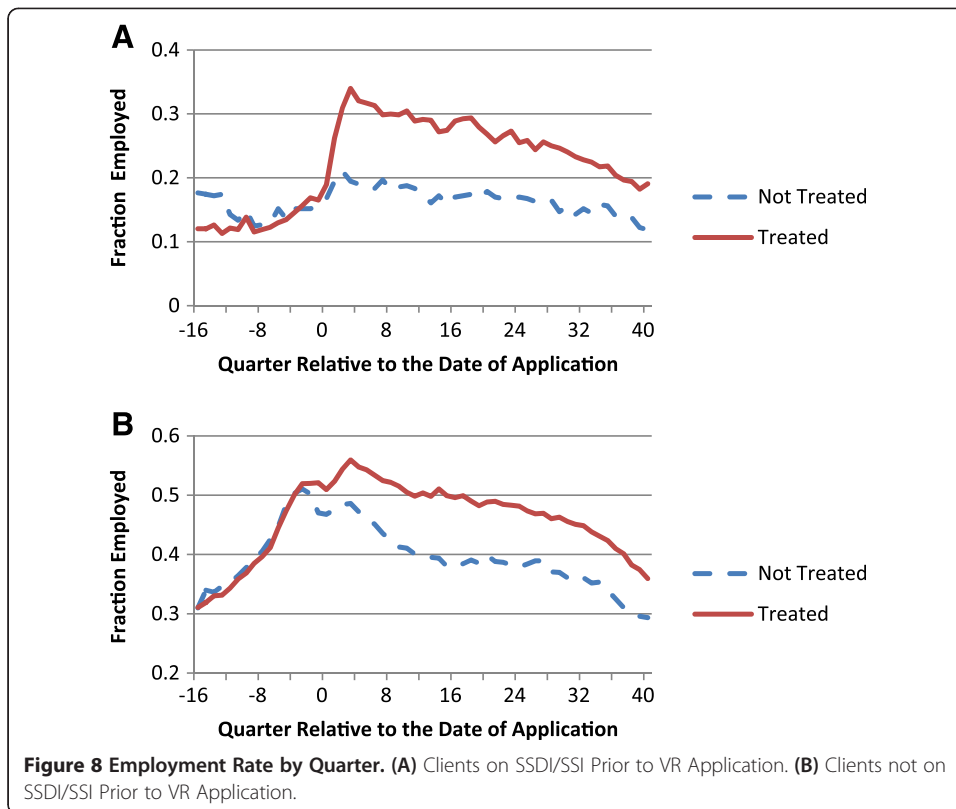 A
0.4
0.3
0.2
0.1
0
Fraction Employed
-16 -8 0 8 16 24 32 40
Quarter Relative to the Date of Application
Not Treated
Treated
B
0.6
0.5
0.4
0.3
0.2
Fraction Employed
-16 -8 0 8 16 24 32 40
Quarter Relative to the Date of Application
Not Treated
Treated
Figure 8 Employment Rate by Quarter. (A) Clients on SSDI/SSI Prior to VR Application. (B) Clients not on
SSDI/SSI Prior to VR Application.